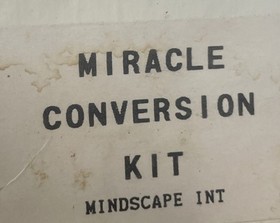 MIRACLE
CONVERSION
KIT
MINDSCAPE INT